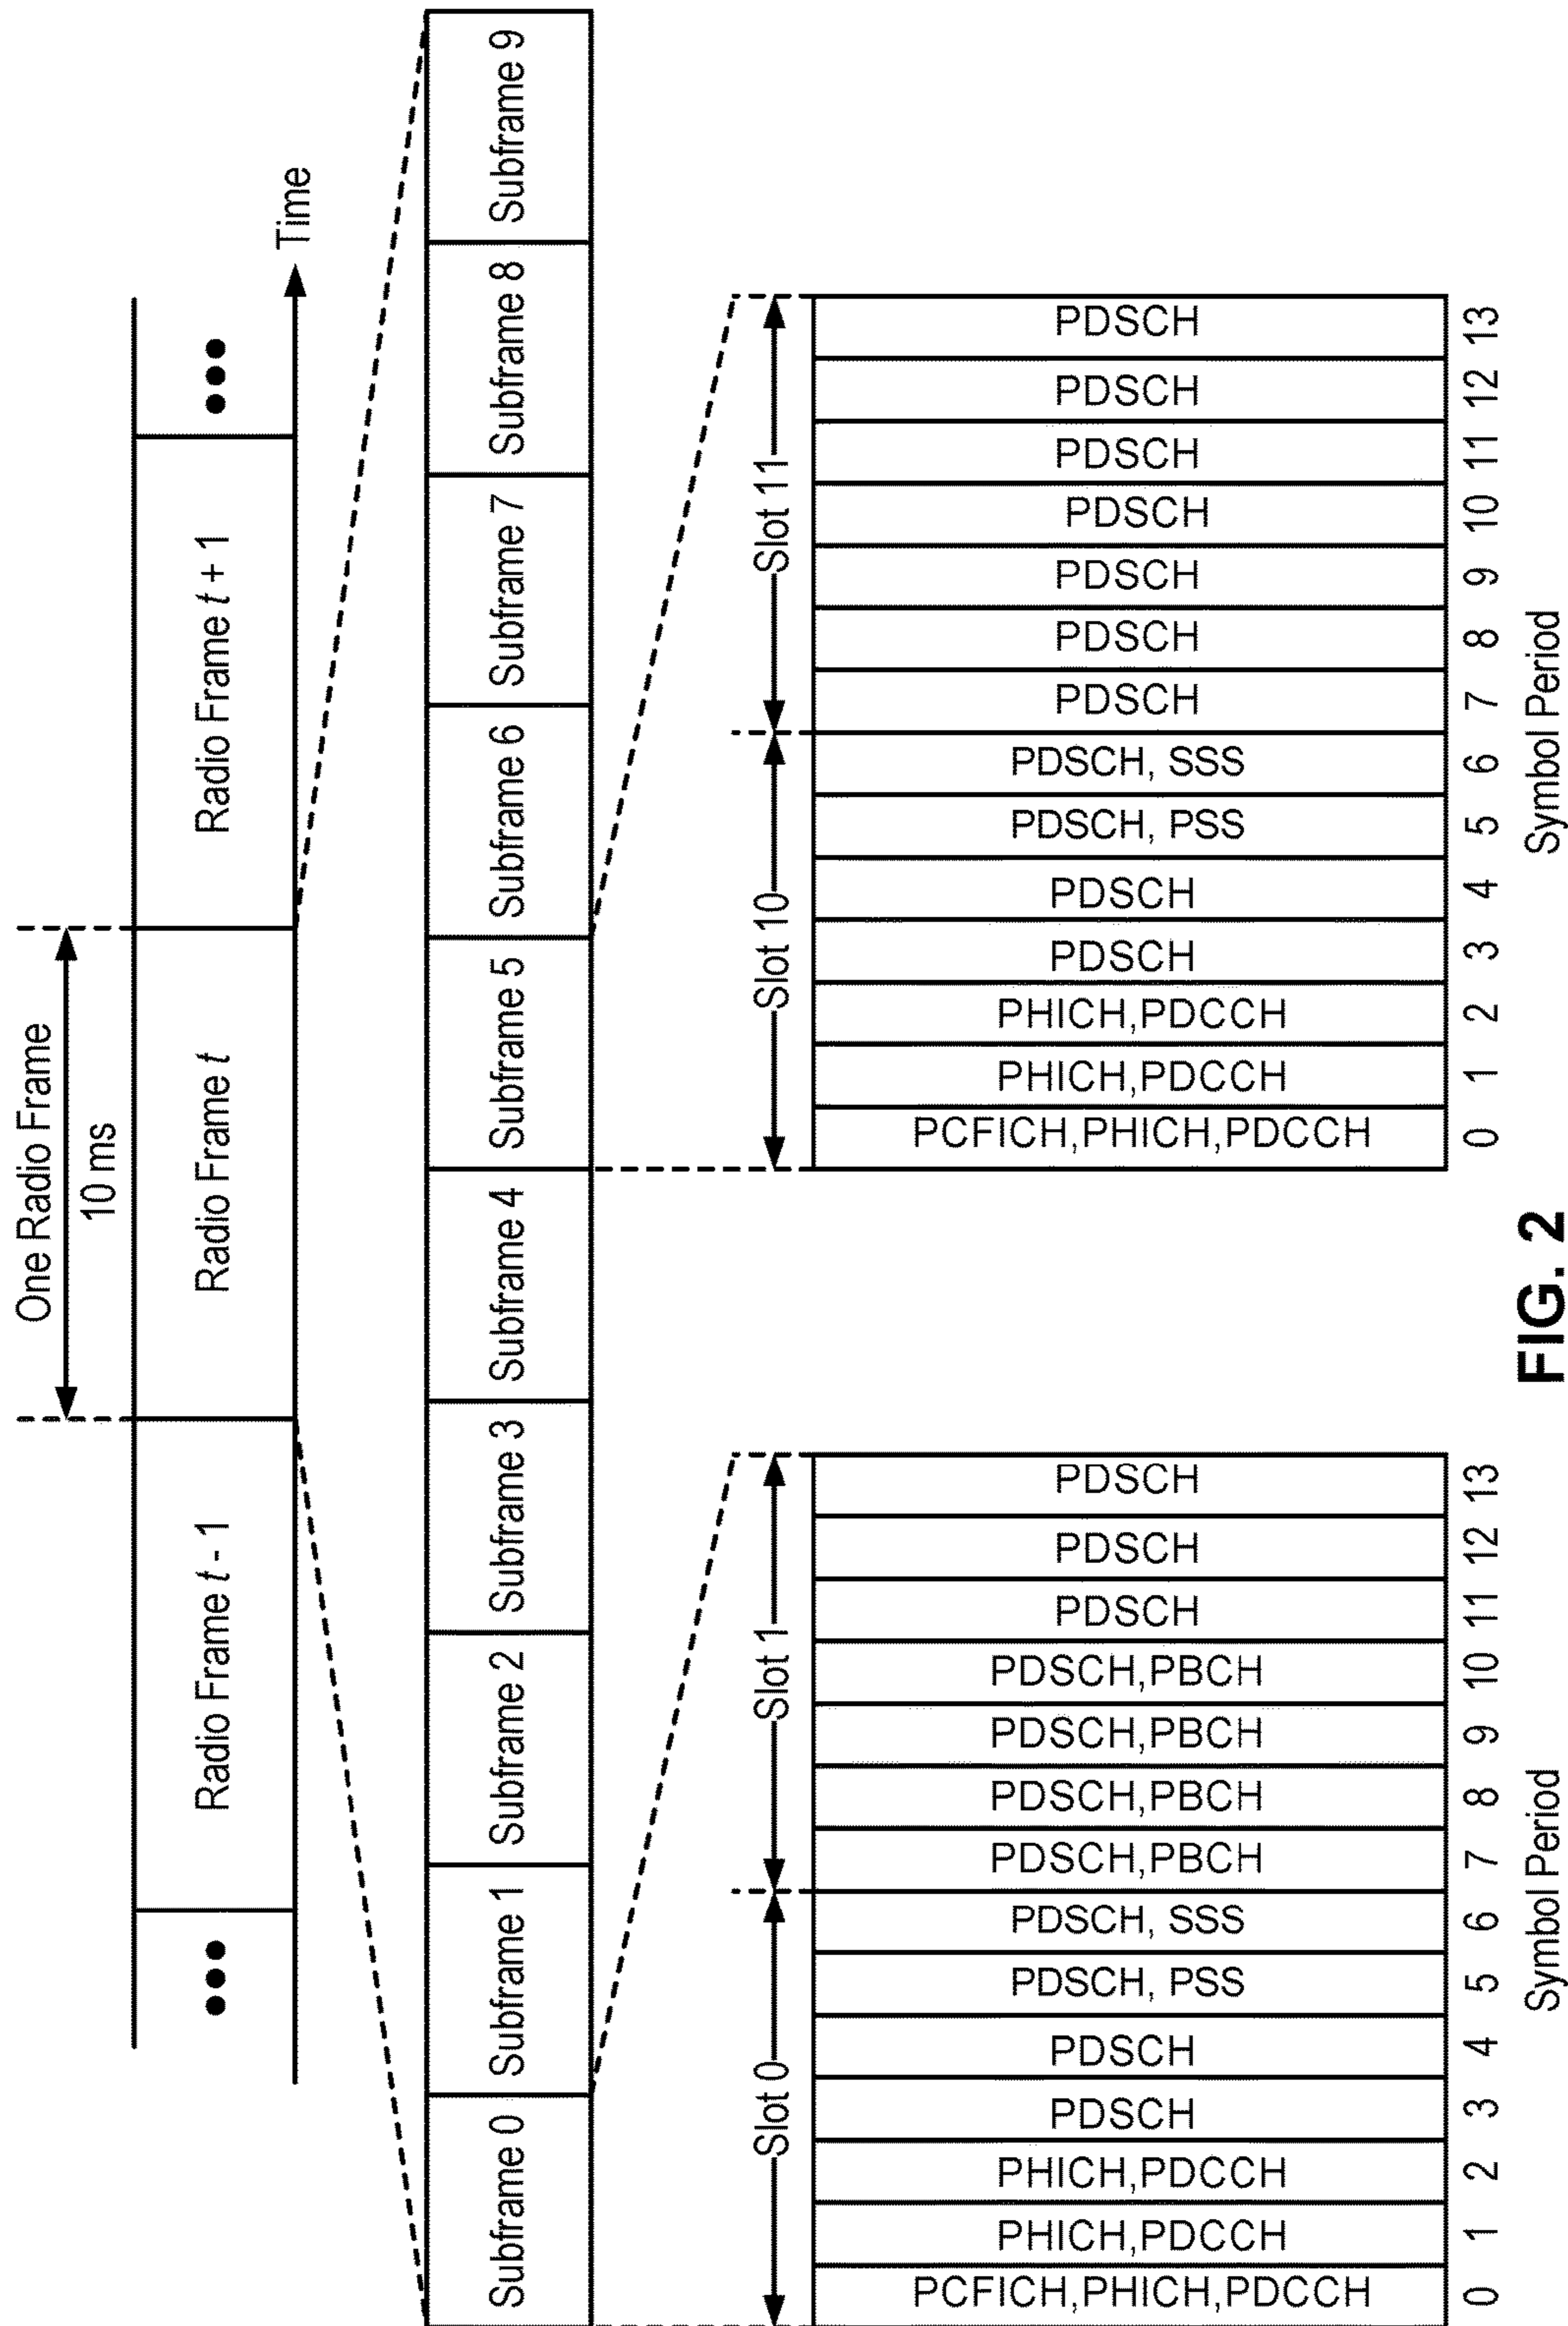 One Radio Frame
10 ms
••• Radio Frame t - 1 Radio Frame t Radio Frame t + 1 •••
Time
Subframe 0 Subframe 1 Subframe 2 Subframe 3 Subframe 4 Subframe 5 Subframe 6 Subframe 7 Subframe 8 Subframe 9
Slot 0 Slot 1
PCFICH,PHICH,PDCCH
PHICH,PDCCH
PHICH,PDCCH
PDSCH
PDSCH
PDSCH, PSS
PDSCH, SSS
PDSCH,PBCH
PDSCH,PBCH
PDSCH,PBCH
PDSCH,PBCH
PDSCH
PDSCH
PDSCH
0 1 2 3 4 5 6 7 8 9 10 11 12 13
Symbol Period
Slot 10 Slot 11
PCFICH,PHICH,PDCCH
PHICH,PDCCH
PHICH,PDCCH
PDSCH
PDSCH
PDSCH, PSS
PDSCH, SSS
PDSCH
PDSCH
PDSCH
PDSCH
PDSCH
PDSCH
PDSCH
0 1 2 3 4 5 6 7 8 9 10 11 12 13
Symbol Period
FIG. 2